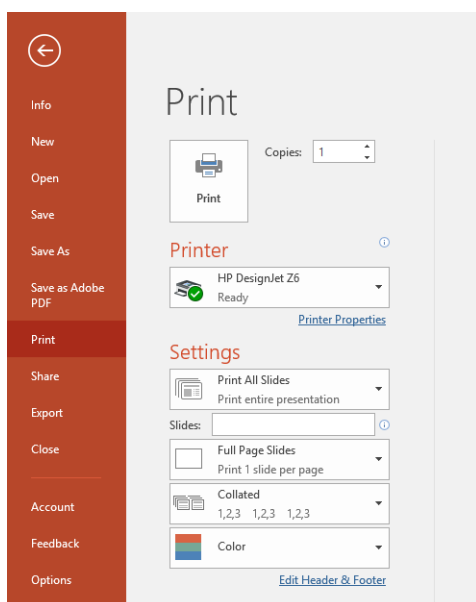 Info
New
Open
Save
Save As
Save as Adobe
PDF
Print
Share
Export
Close
Account
Feedback
Options
Print
Print
Copies: 1
Printer
HP DesignJet Z6
Ready
Printer Properties
Settings
Print All Slides
Print entire presentation
Slides:
Full Page Slides
Print 1 slide per page
Collated
1,2,3 1,2,3 1,2,3
Color
Edit Header & Footer